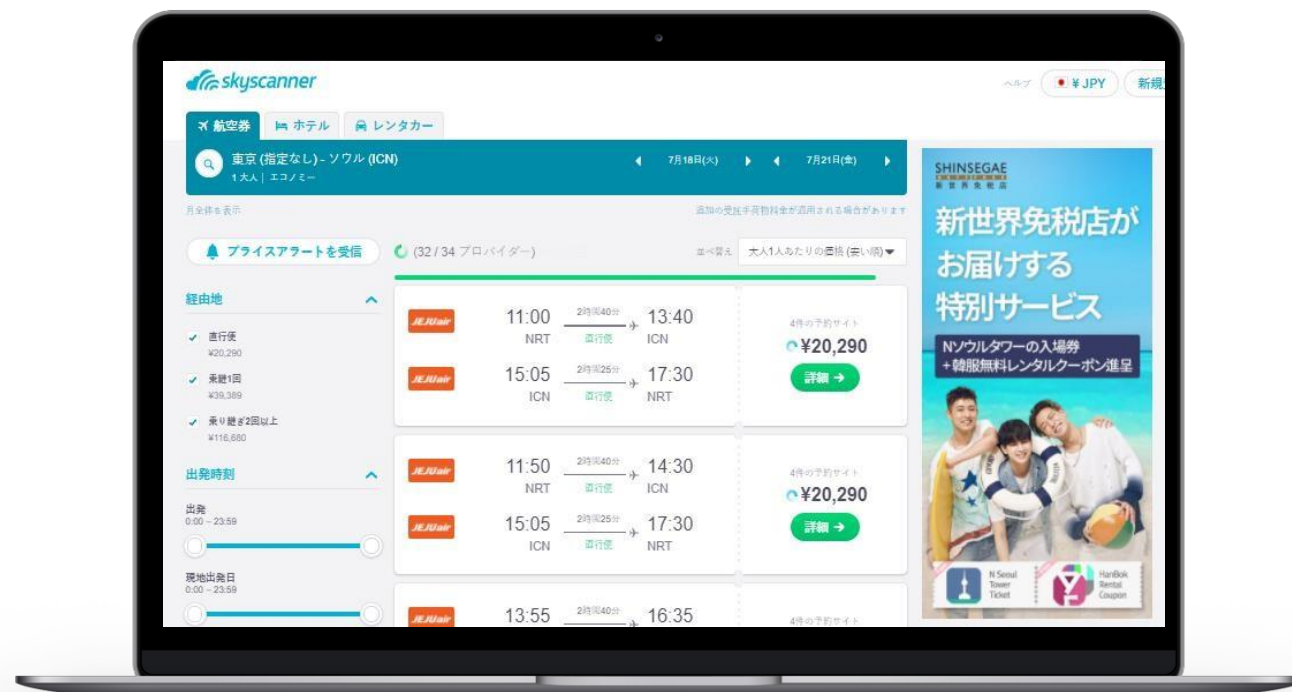 skyscanner
ヘルプ
¥ JPY
新規
航空券
ホテル
レンタカー
東京 (指定なし) - ソウル (ICN)
1大人 | エコノミー
7月18日(火)
7月21日(金)
月全体を表示
追加の受託手荷物料金が適用される場合があります
プライスアラートを受信
(32 / 34 プロバイダー)
並べ替え
大人1人あたりの価格 (安い順)
経由地
直行便
¥20,290
乗継1回
¥39,389
乗り継ぎ2回以上
¥116,680
出発時刻
出発
0:00 – 23:59
現地出発日
0:00 – 23:59
JEJUair
11:00
2時間40分
13:40
NRT
直行便
ICN
JEJUair
15:05
2時間25分
17:30
ICN
直行便
NRT
4件の予約サイト
¥20,290
詳細 →
JEJUair
11:50
2時間40分
14:30
NRT
直行便
ICN
JEJUair
15:05
2時間25分
17:30
ICN
直行便
NRT
4件の予約サイト
¥20,290
詳細 →
JEJUair
13:55
2時間40分
16:35
4件の予約サイト
SHINSEGAE
新世界免税店
新世界免税店が
お届けする
特別サービス
Nソウルタワーの入場券
+韓服無料レンタルクーポン進呈
N Seoul
Tower
Ticket
HanBok
Rental
Coupon